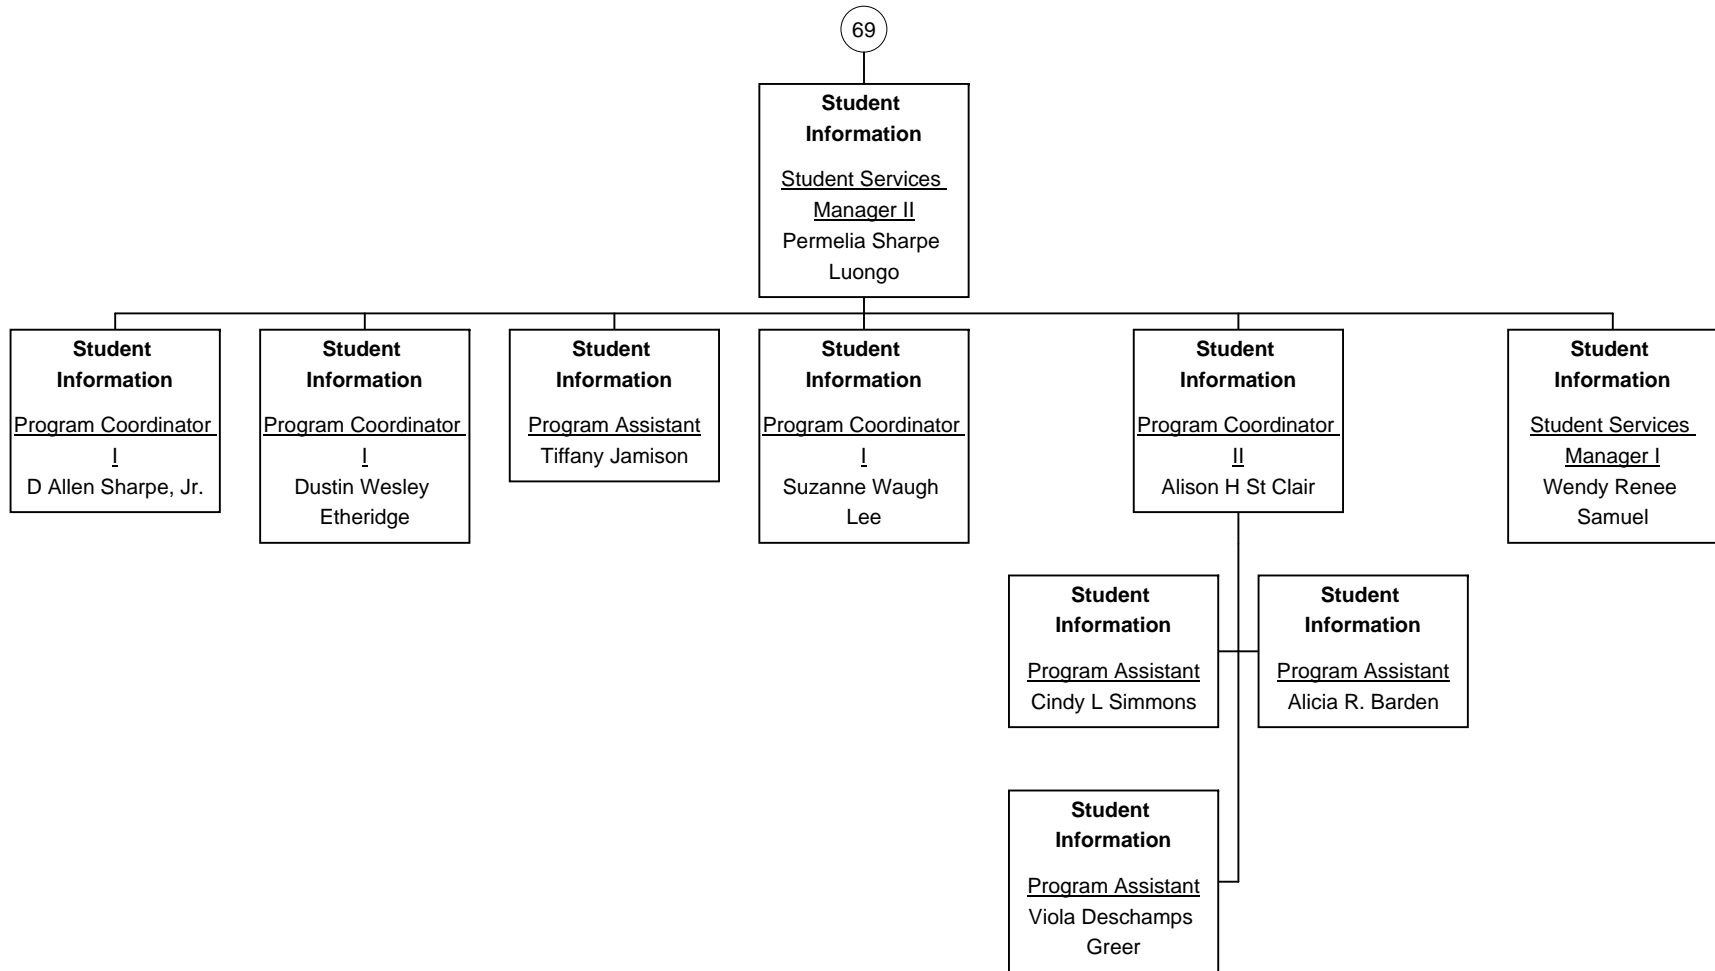 69
Student
Information
Student Services
Manager II
Permelia Sharpe
Luongo
Student
Information
Program Coordinator
I
D Allen Sharpe, Jr.
Student
Information
Program Coordinator
I
Dustin Wesley
Etheridge
Student
Information
Program Assistant
Tiffany Jamison
Student
Information
Program Coordinator
I
Suzanne Waugh
Lee
Student
Information
Program Coordinator
II
Alison H St Clair
Student
Information
Student Services
Manager I
Wendy Renee
Samuel
Student
Information
Program Assistant
Cindy L Simmons
Student
Information
Program Assistant
Alicia R. Barden
Student
Information
Program Assistant
Viola Deschamps
Greer